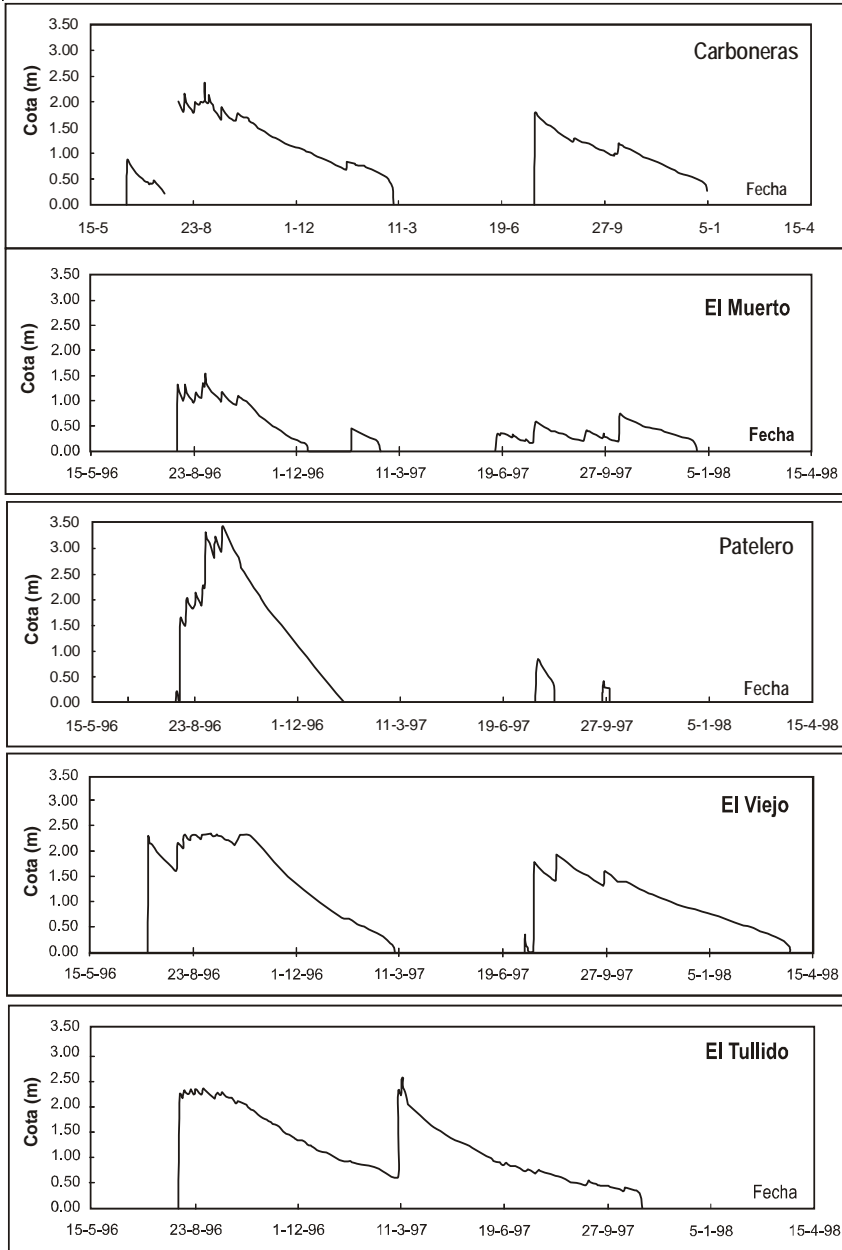 3.50
Carboneras
3.00
2.50
2.00
1.50
1.00
0.50
0.00
Cota (m)
Fecha
15-5 23-8 1-12 11-3 19-6 27-9 5-1 15-4
3.50
El Muerto
3.00
2.50
2.00
1.50
1.00
0.50
0.00
Cota (m)
Fecha
15-5-96 23-8-96 1-12-96 11-3-97 19-6-97 27-9-97 5-1-98 15-4-98
3.50
Patelero
3.00
2.50
2.00
1.50
1.00
0.50
0.00
Cota (m)
Fecha
15-5-96 23-8-96 1-12-96 11-3-97 19-6-97 27-9-97 5-1-98 15-4-98
3.50
El Viejo
3.00
2.50
2.00
1.50
1.00
0.50
0.00
Cota (m)
Fecha
15-5-96 23-8-96 1-12-96 11-3-97 19-6-97 27-9-97 5-1-98 15-4-98
3.50
El Tullido
3.00
2.50
2.00
1.50
1.00
0.50
0.00
Cota (m)
Fecha
15-5-96 23-8-96 1-12-96 11-3-97 19-6-97 27-9-97 5-1-98 15-4-98